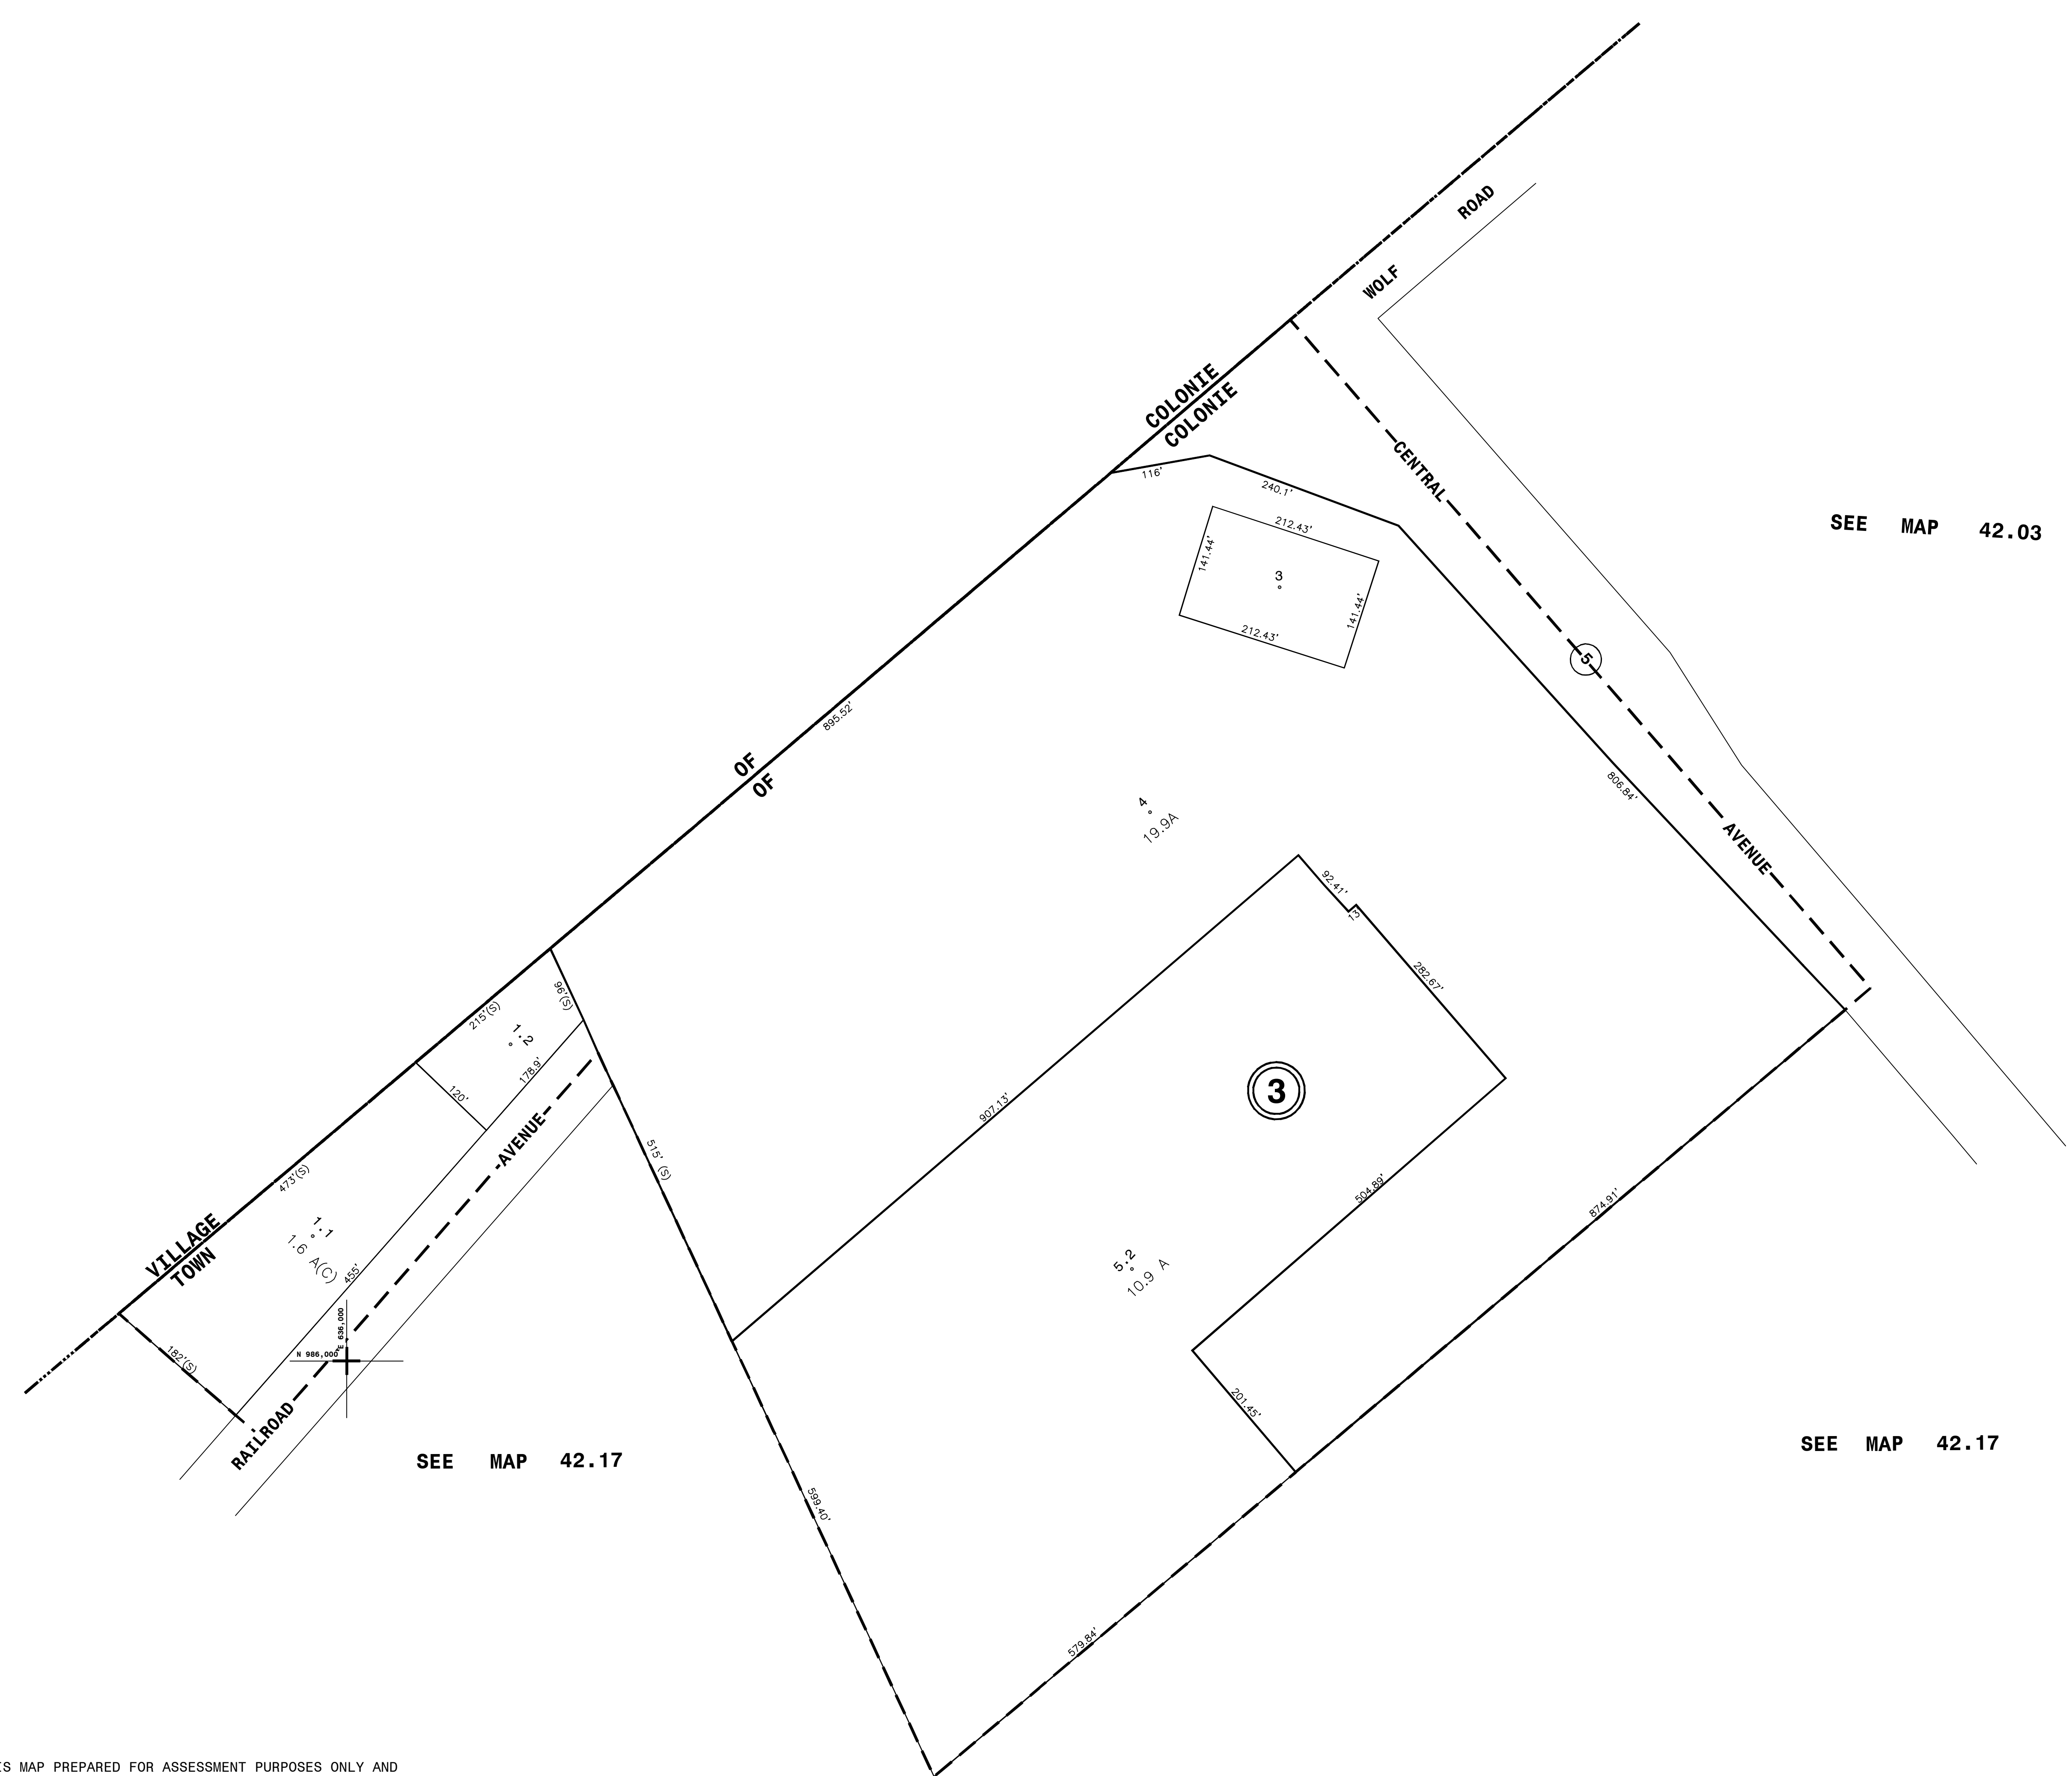 ROAD
WOLF
COLONIE
COLONIE
CENTRAL
116'
240.1'
SEE MAP 42.03
212.43'
141.44'
3
141.44'
212.43'
5
895.52'
OF
OF
806.84'
4
19.9A
AVENUE
92.41'
13'
282.67'
96'(S)
215'(S)
1.2
178.9'
120'
3
907.13'
AVENUE
515' (S)
473'(S)
504.89'
874.91'
1.1
1.6 A(C)
VILLAGE
TOWN
455'
5.2
10.9 A
E 636,000
N 986,000
182'(S)
201.45'
RAILROAD
SEE MAP 42.17
SEE MAP 42.17
599.40'
579.84'
IS MAP PREPARED FOR ASSESSMENT PURPOSES ONLY AND